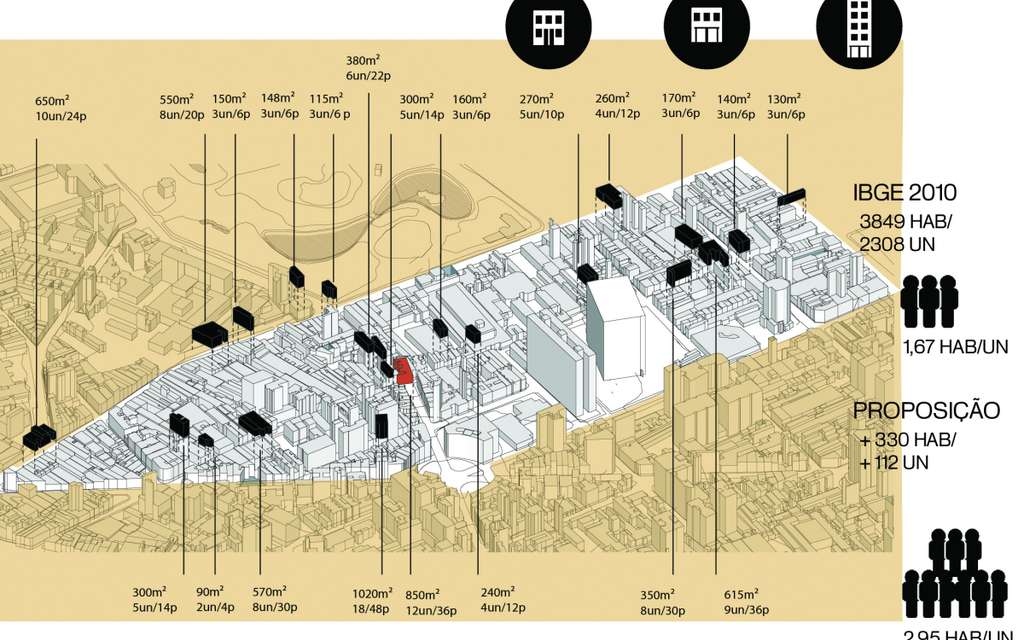 380m²
6un/22p
650m²
10un/24p
550m²
8un/20p
150m²
3un/6p
148m²
3un/6p
115m²
3un/6 p
300m²
5un/14p
160m²
3un/6p
270m²
5un/10p
260m²
4un/12p
170m²
3un/6p
140m²
3un/6p
130m²
3un/6p
IBGE 2010
3849 HAB/
2308 UN
1,67 HAB/UN
PROPOSIÇÃO
+ 330 HAB/
+ 112 UN
300m²
5un/14p
90m²
2un/4p
570m²
8un/30p
1020m²
18/48p
850m²
12un/36p
240m²
4un/12p
350m²
8un/30p
615m²
9un/36p
2,95 HAB/UN